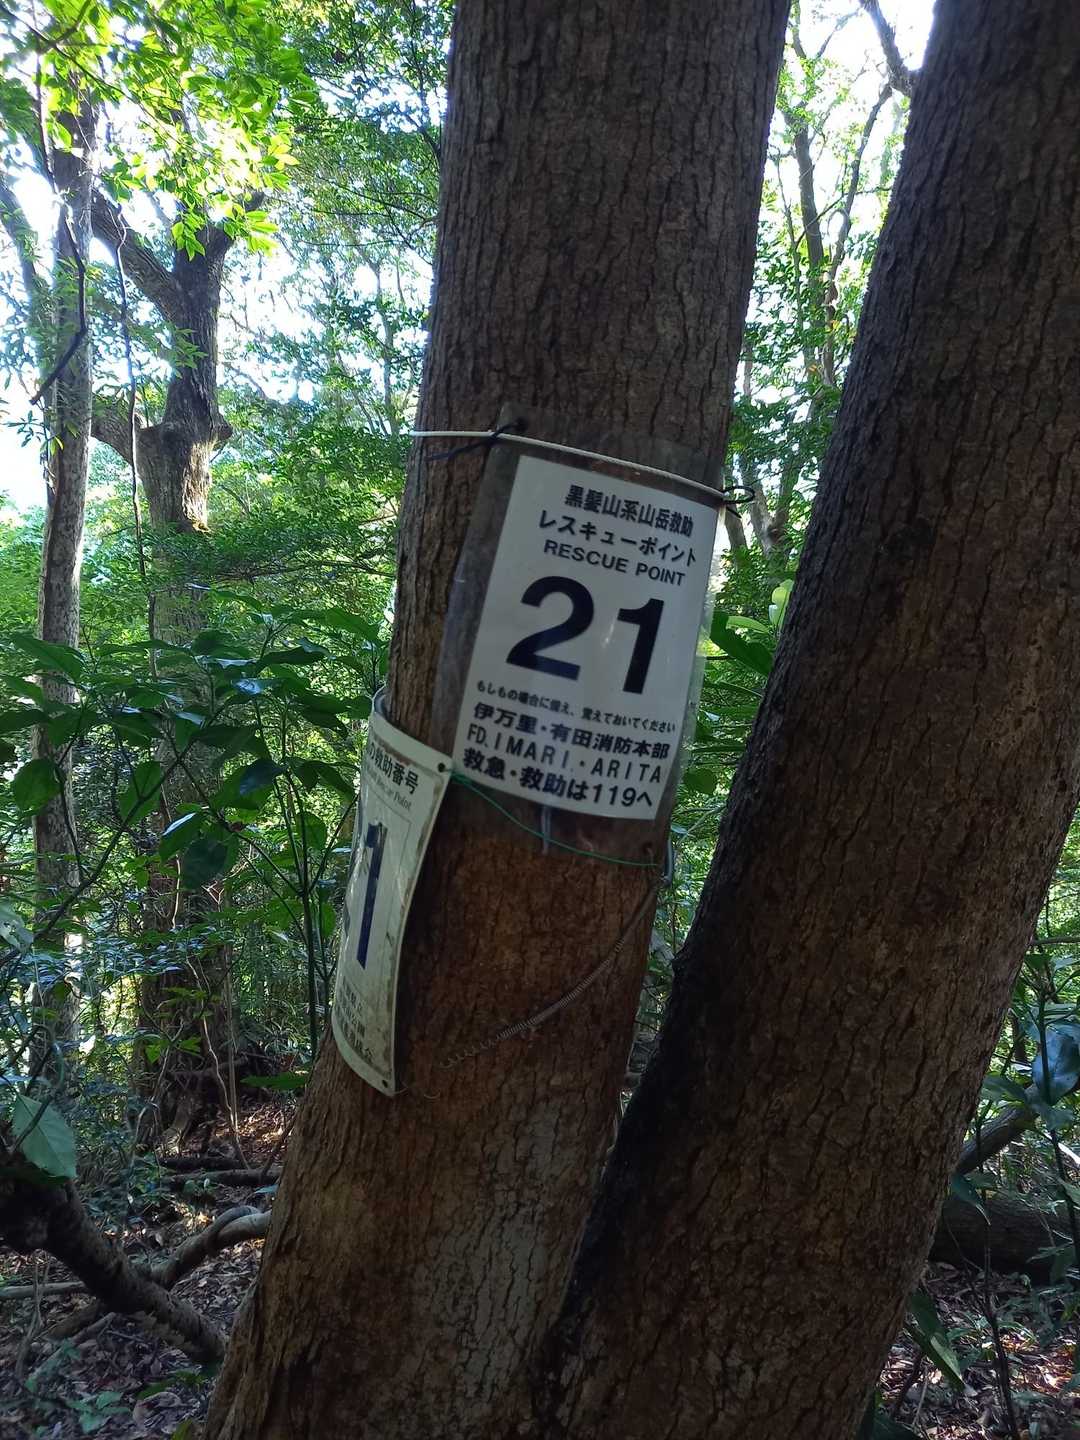 黒髪山系山岳救助
レスキューポイント
RESCUE POINT
21
もしもの場合に備え、覚えておいてください
伊万里・有田消防本部
FD.IMARI.・ARITA
救急・救助は119へ
救助番号
Point
1